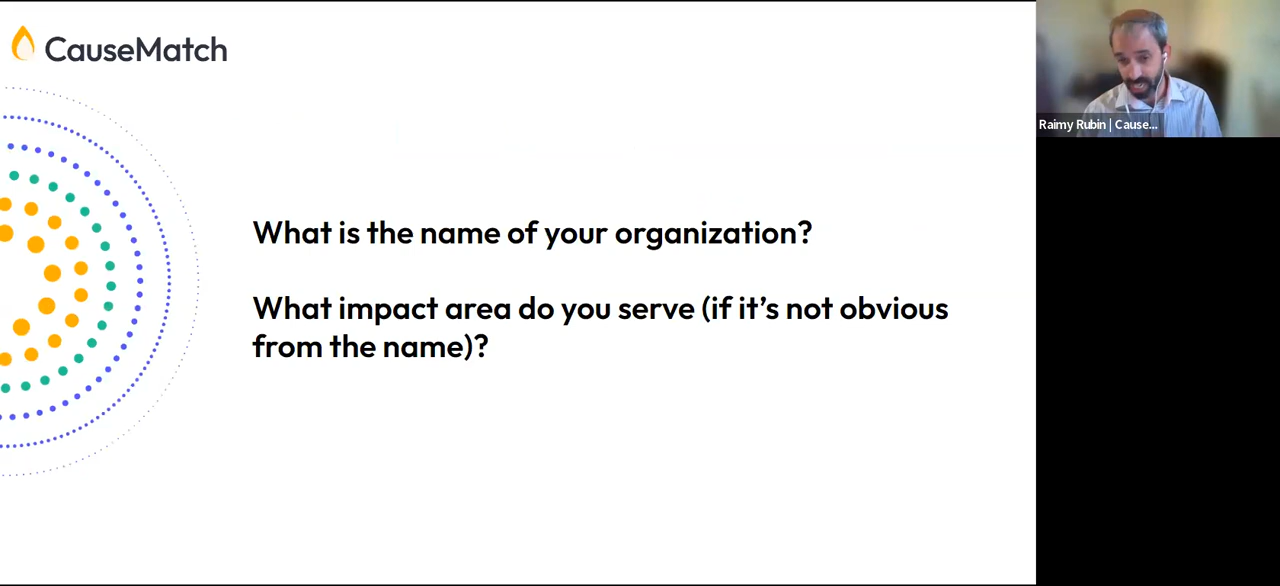 CauseMatch
Raimy Rubin | Cause...
What is the name of your organization?
What impact area do you serve (if it’s not obvious
from the name)?